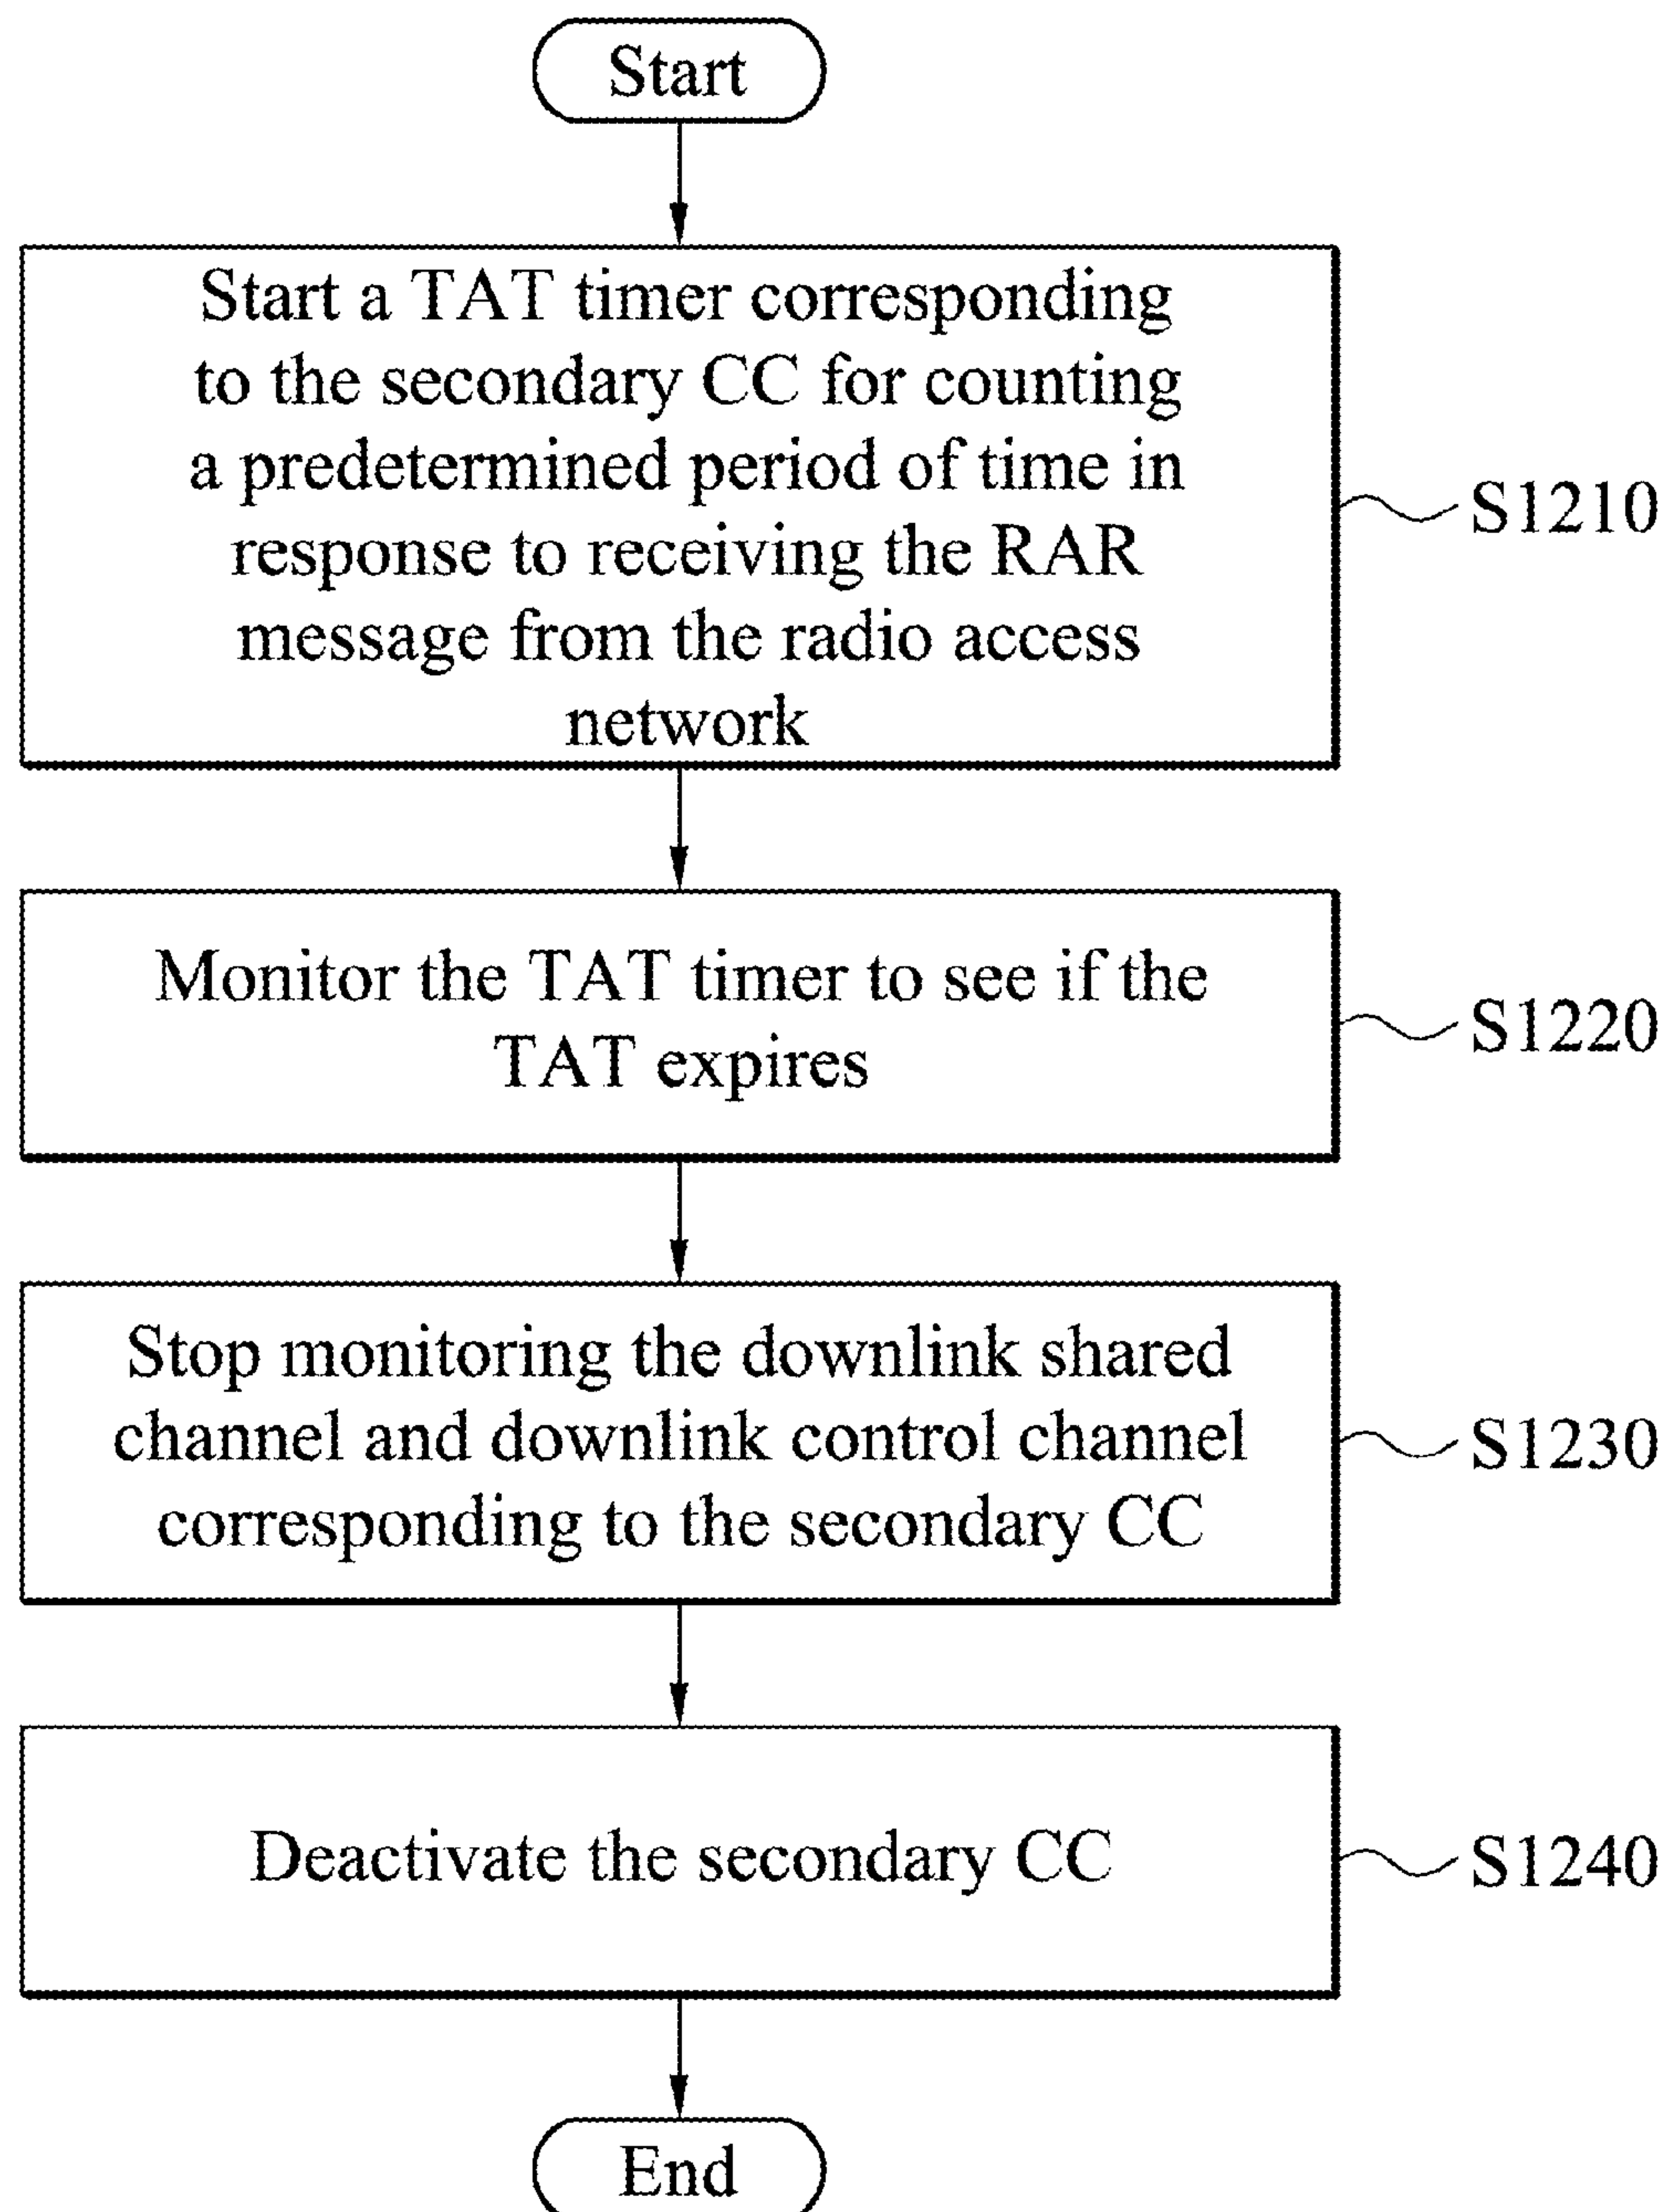 Start
Start a TAT timer corresponding
to the secondary CC for counting
a predetermined period of time in
response to receiving the RAR
message from the radio access
network
S1210
Monitor the TAT timer to see if the
TAT expires
S1220
Stop monitoring the downlink shared
channel and downlink control channel
corresponding to the secondary CC
S1230
Deactivate the secondary CC
S1240
End